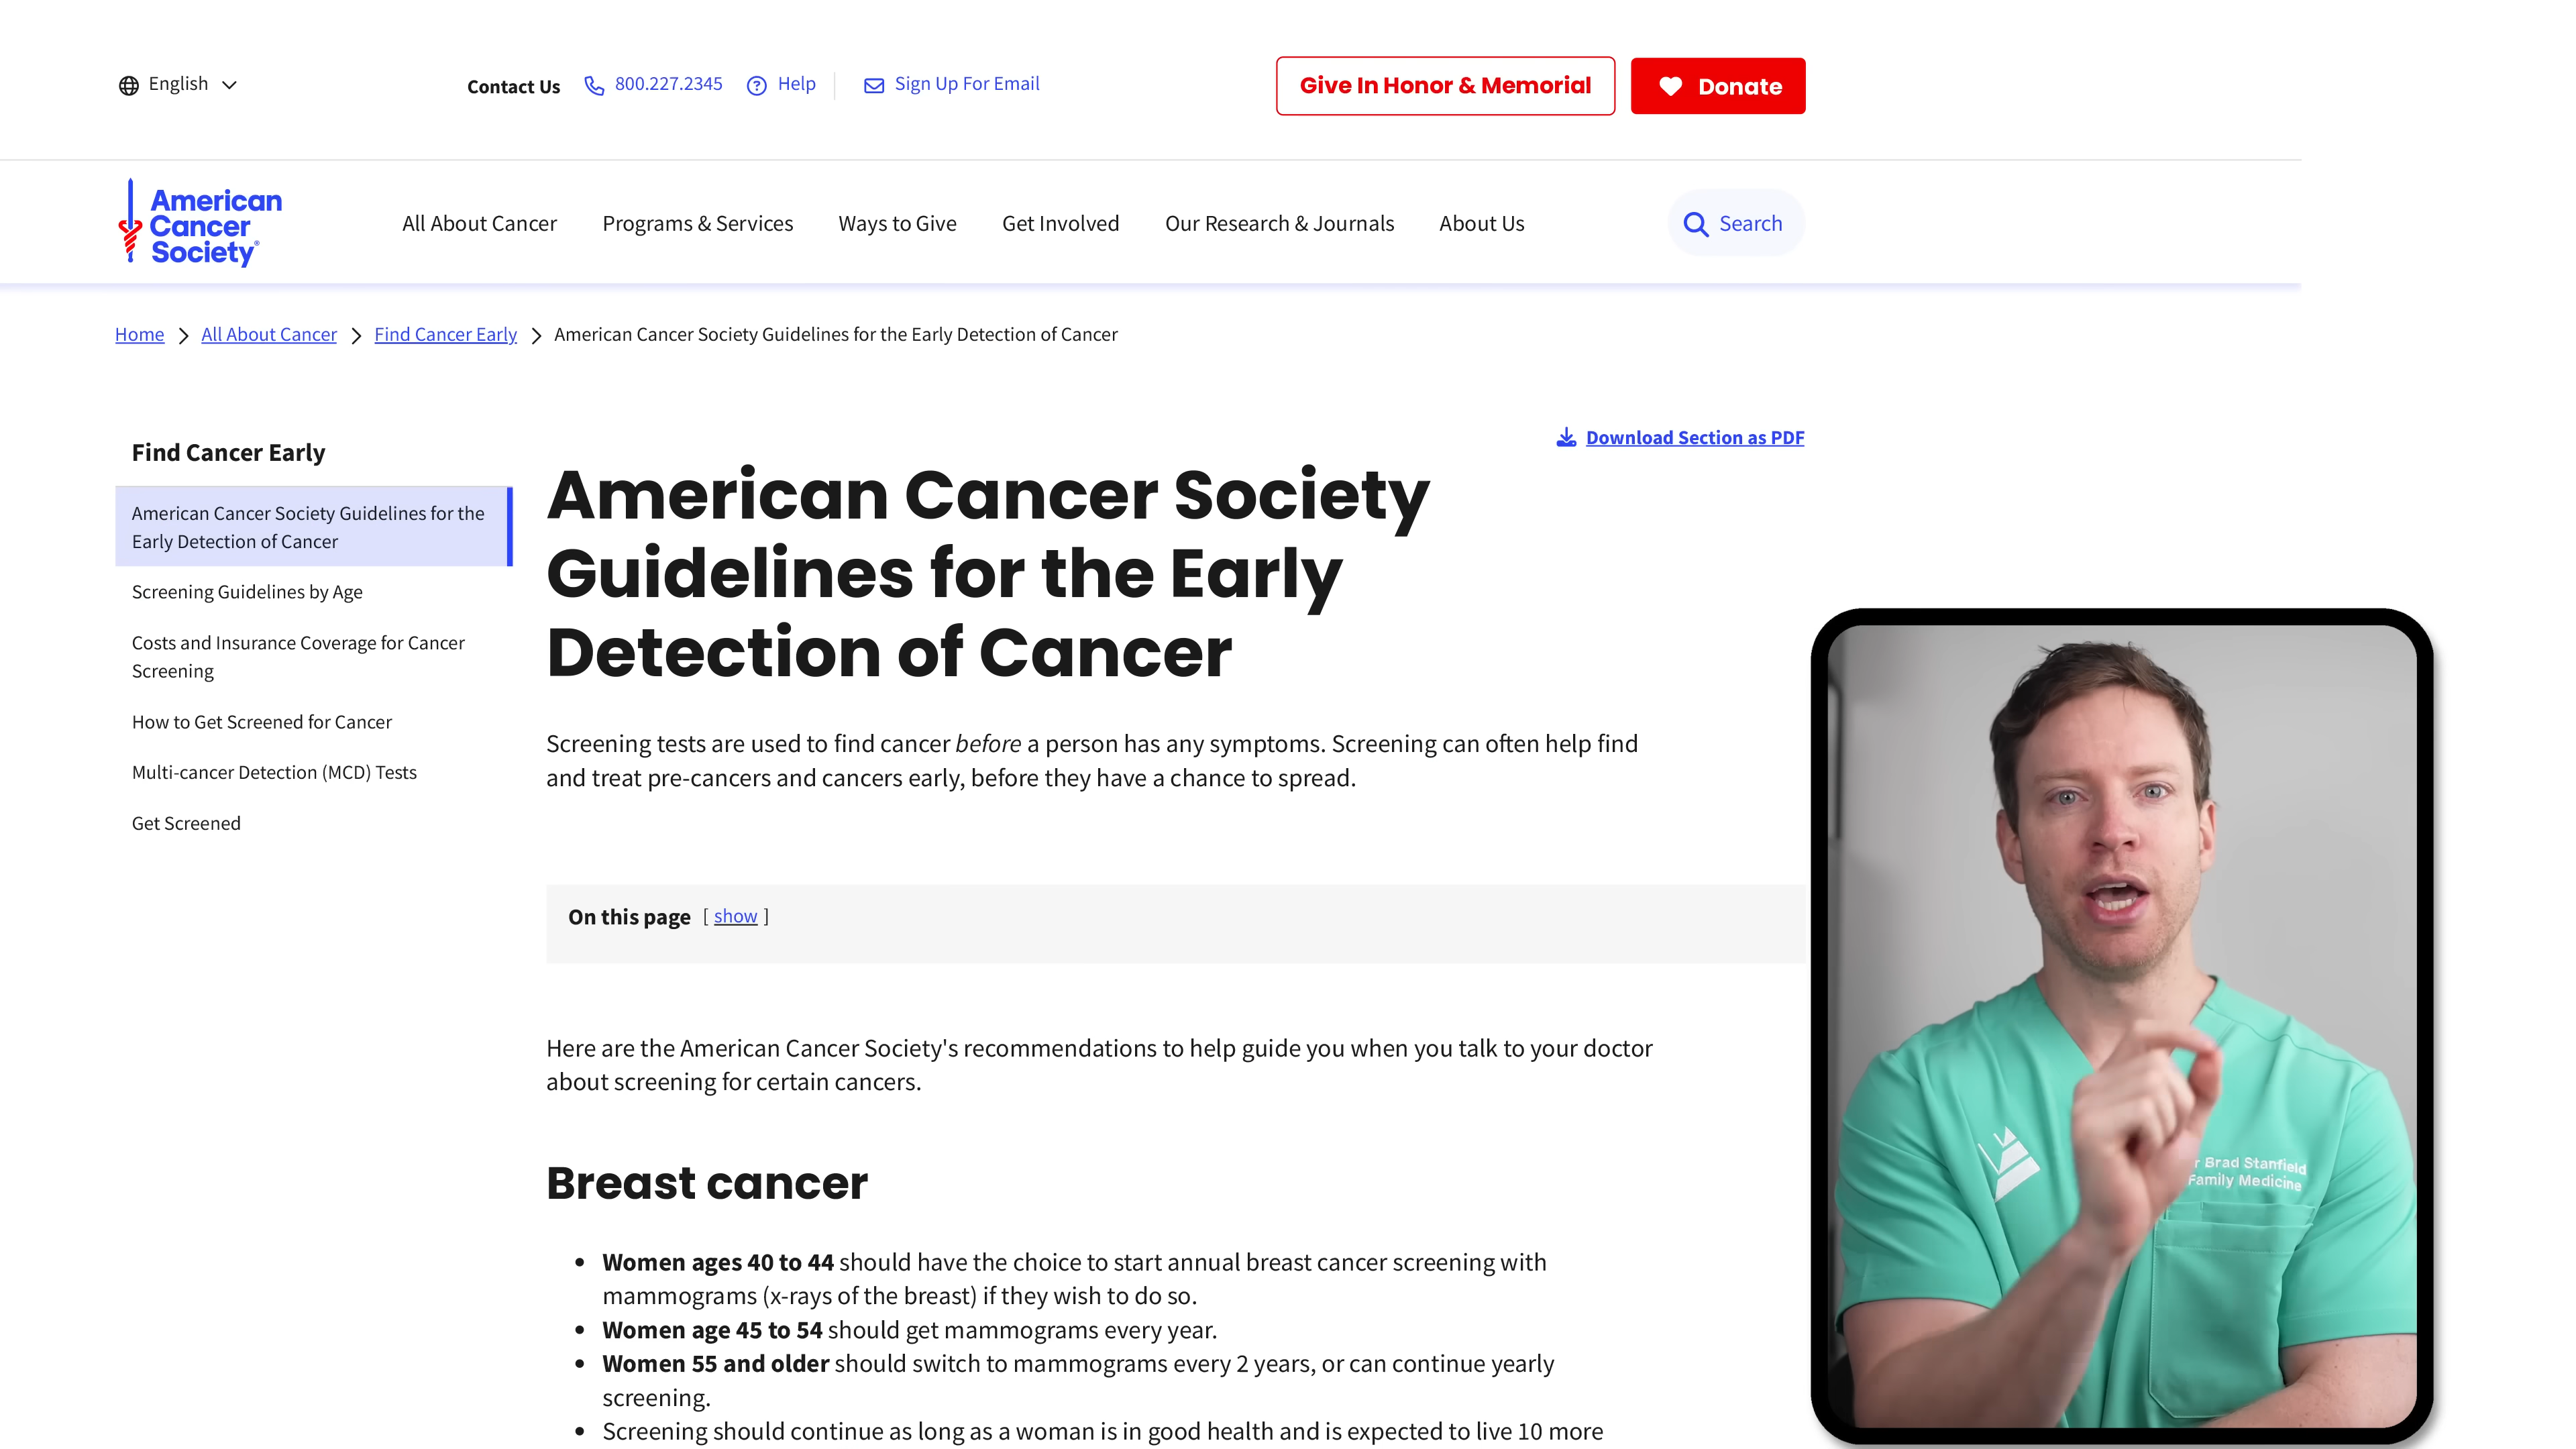 English
Contact Us 800.227.2345 Help Sign Up For Email
Give In Honor & Memorial
Donate
American
Cancer
Society®
All About Cancer Programs & Services Ways to Give Get Involved Our Research & Journals About Us
Search
Home > All About Cancer > Find Cancer Early > American Cancer Society Guidelines for the Early Detection of Cancer
Find Cancer Early
American Cancer Society Guidelines for the
Early Detection of Cancer
Screening Guidelines by Age
Costs and Insurance Coverage for Cancer
Screening
How to Get Screened for Cancer
Multi-cancer Detection (MCD) Tests
Get Screened
Download Section as PDF
American Cancer Society
Guidelines for the Early
Detection of Cancer
Screening tests are used to find cancer before a person has any symptoms. Screening can often help find
and treat pre-cancers and cancers early, before they have a chance to spread.
On this page [ show ]
Here are the American Cancer Society's recommendations to help guide you when you talk to your doctor
about screening for certain cancers.
Breast cancer
• Women ages 40 to 44 should have the choice to start annual breast cancer screening with
mammograms (x-rays of the breast) if they wish to do so.
• Women age 45 to 54 should get mammograms every year.
• Women 55 and older should switch to mammograms every 2 years, or can continue yearly
screening.
• Screening should continue as long as a woman is in good health and is expected to live 10 more
r Brad Stanfield
Family Medicine